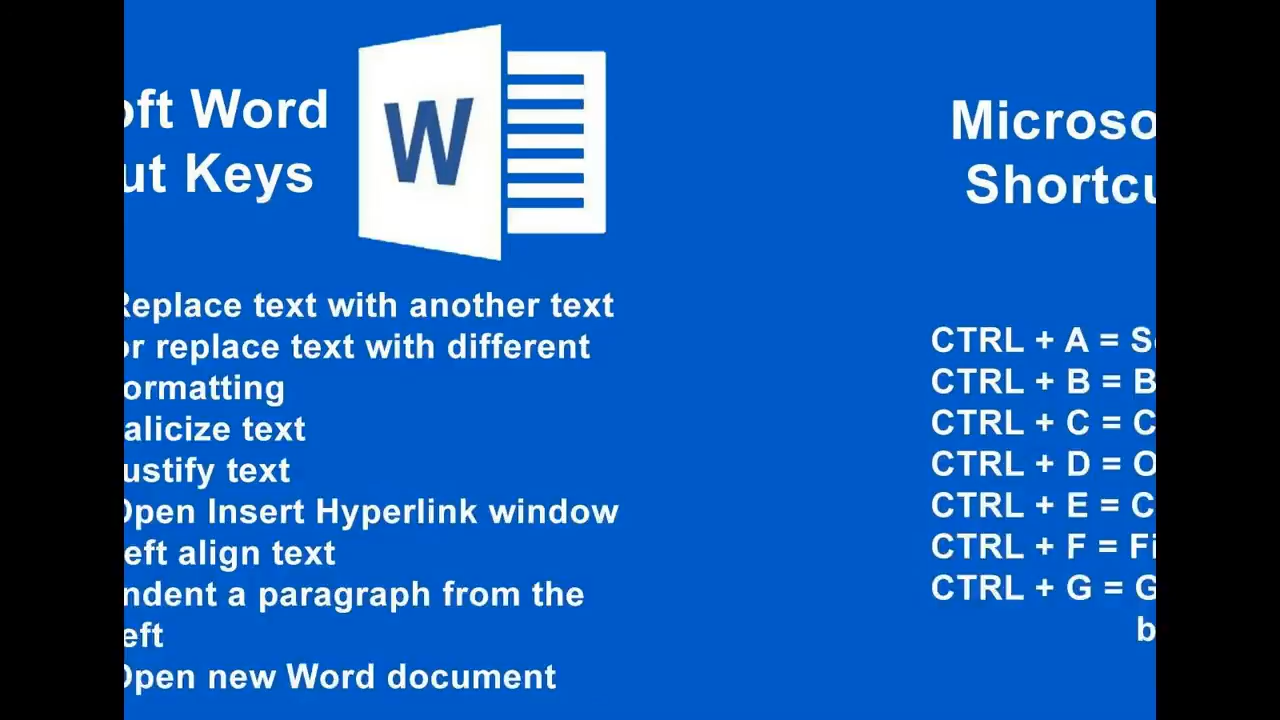 oft Word
ut Keys
W
Replace text with another text
or replace text with different
ormatting
alicize text
ustify text
Open Insert Hyperlink window
eft align text
ndent a paragraph from the
eft
Open new Word document
Microso
Shortcu
CTRL + A = Se
CTRL + B = B
CTRL + C = C
CTRL + D = O
CTRL + E = C
CTRL + F = Fi
CTRL + G = G
b